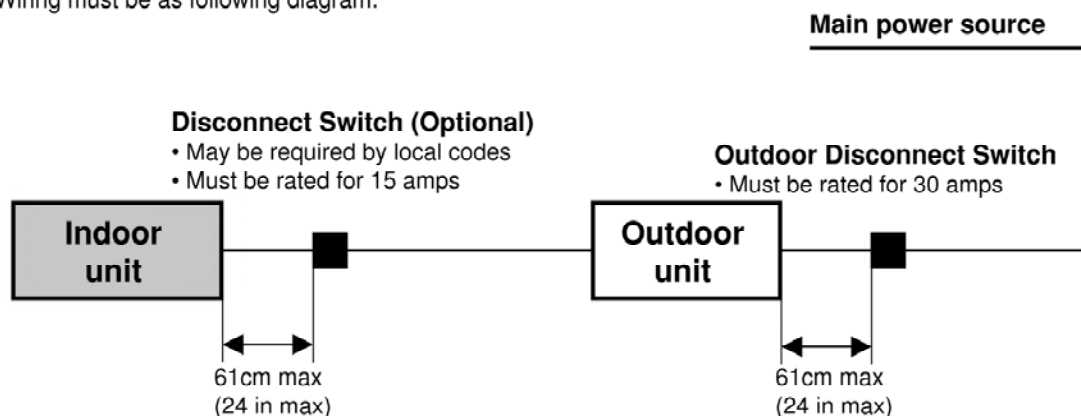 Wiring must be as following diagram.
Main power source
Disconnect Switch (Optional)
• May be required by local codes
• Must be rated for 15 amps
Outdoor Disconnect Switch
• Must be rated for 30 amps
Indoor
unit
Outdoor
unit
61cm max
(24 in max)
61cm max
(24 in max)